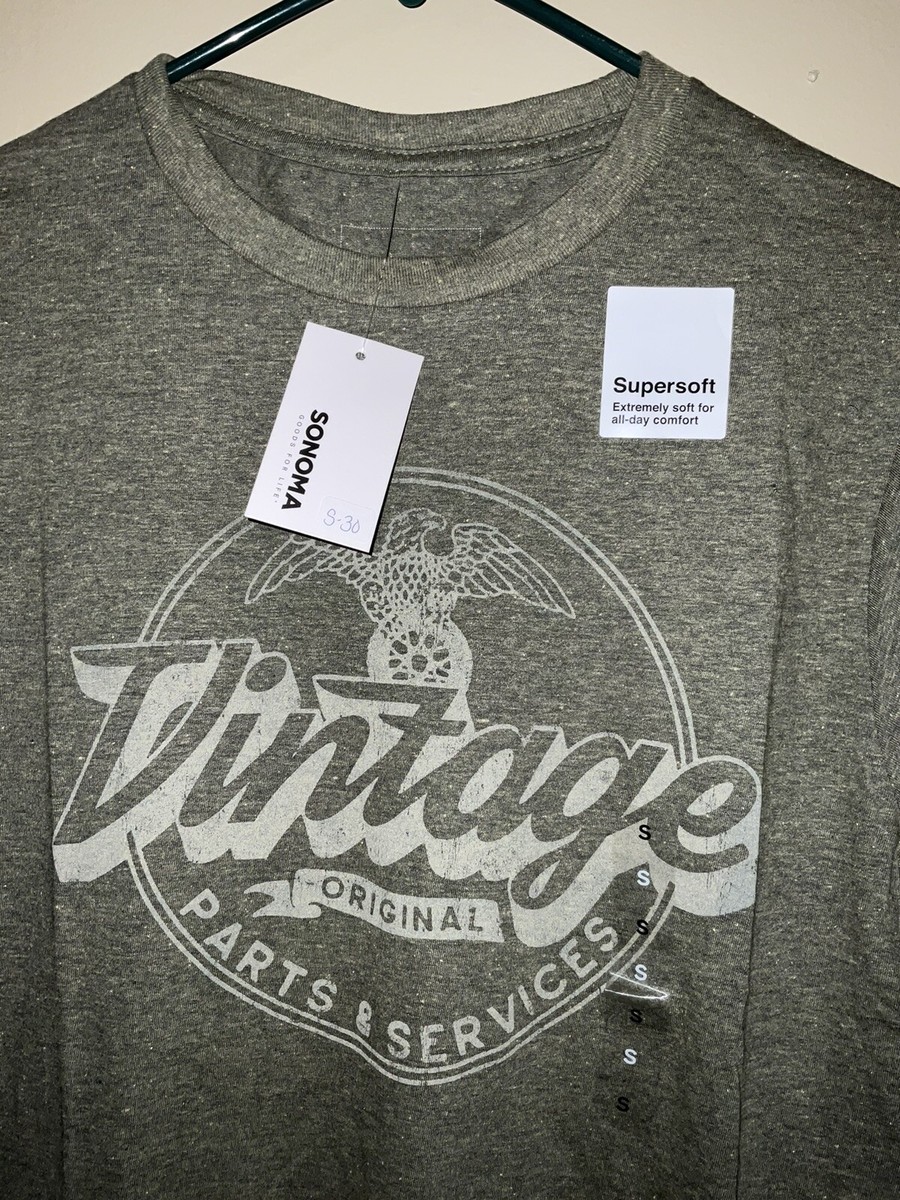 SONOMA
GOODS FOR LIFE
S-30
Supersoft
Extremely soft for
all-day comfort
Vintage
ORIGINAL
PARTS & SERVICES
S
S
S
S
S
S
S